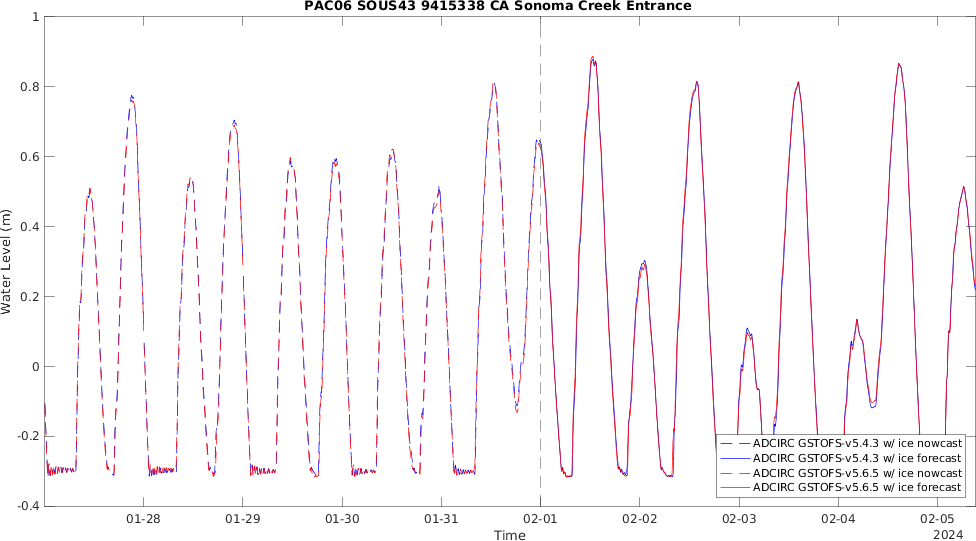 PAC06 SOUS43 9415338 CA Sonoma Creek Entrance
1
0.8
0.6
0.4
0.2
0
-0.2
-0.4
Water Level (m)
ADCIRC GSTOFS-v5.4.3 w/ ice nowcast
ADCIRC GSTOFS-v5.4.3 w/ ice forecast
ADCIRC GSTOFS-v5.6.5 w/ ice nowcast
ADCIRC GSTOFS-v5.6.5 w/ ice forecast
01-28 01-29 01-30 01-31 02-01 02-02 02-03 02-04 02-05
Time 2024